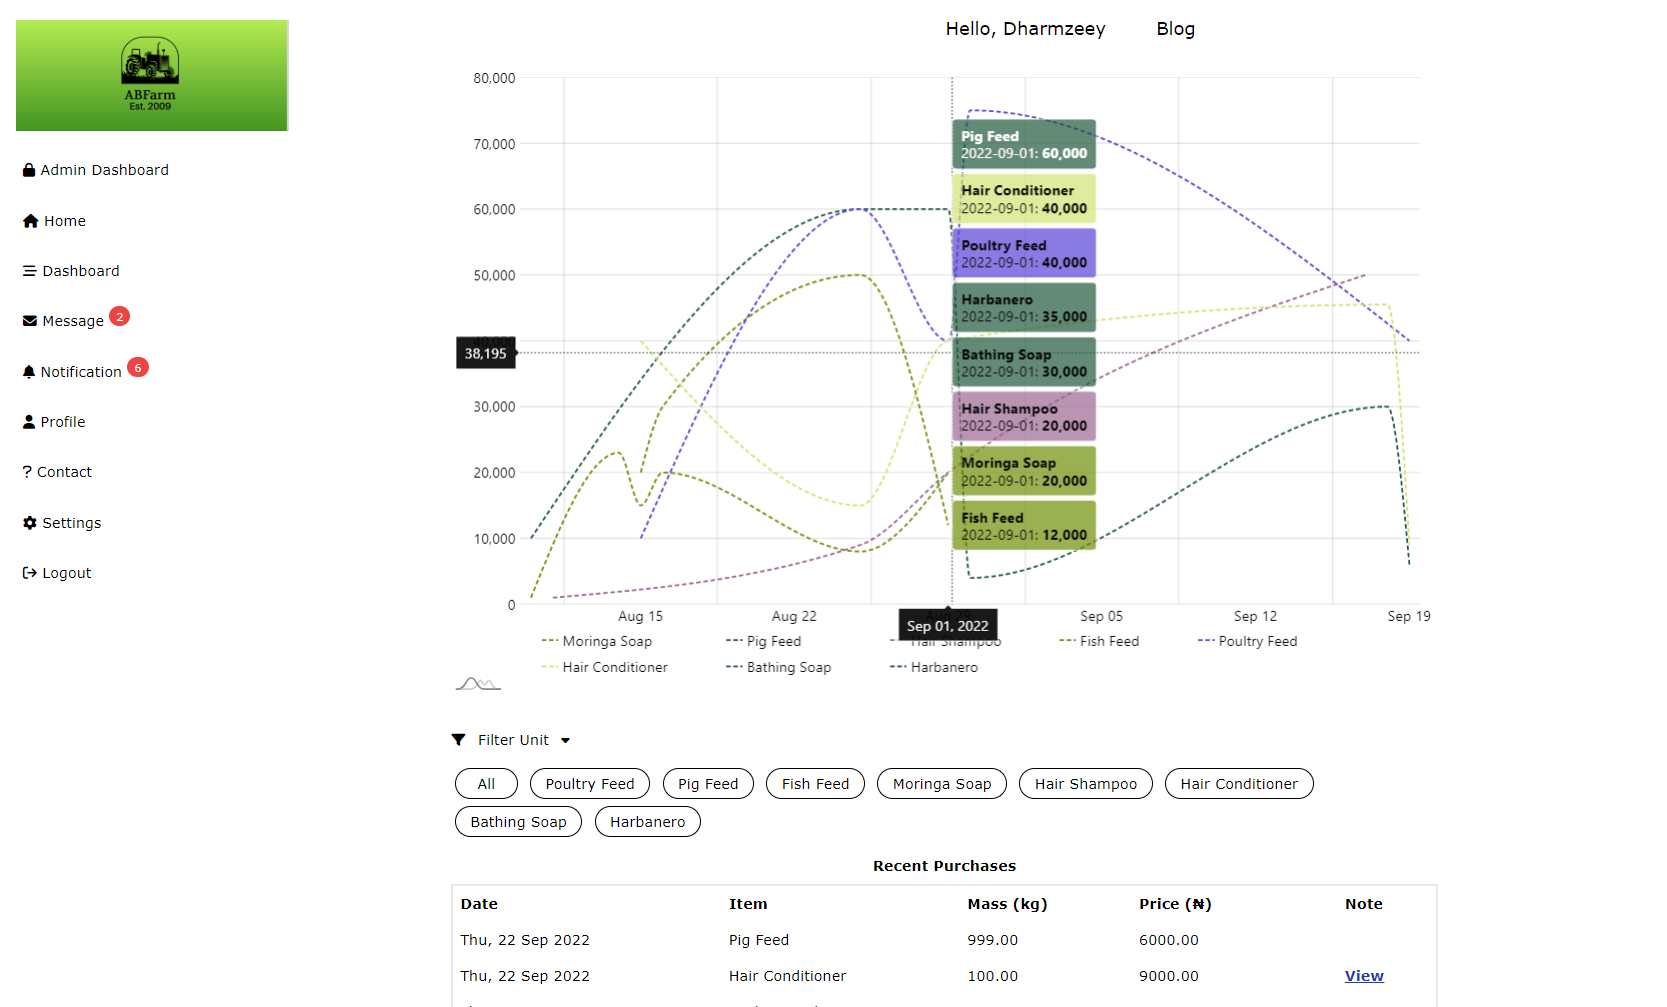 Hello, Dharmzeey Blog
ABFarm
Est. 2009
Admin Dashboard
Home
Dashboard
Message 2
Notification 6
Profile
Contact
Settings
Logout
80,000
70,000
60,000
50,000
40,000
38,195
30,000
20,000
10,000
0
Pig Feed
2022-09-01: 60,000
Hair Conditioner
2022-09-01: 40,000
Poultry Feed
2022-09-01: 40,000
Harbanero
2022-09-01: 35,000
Bathing Soap
2022-09-01: 30,000
Hair Shampoo
2022-09-01: 20,000
Moringa Soap
2022-09-01: 20,000
Fish Feed
2022-09-01: 12,000
Aug 15 Aug 22 Sep 05 Sep 12 Sep 19
Sep 01, 2022
Moringa Soap Pig Feed Hair Shampoo Fish Feed Poultry Feed
Hair Conditioner Bathing Soap Harbanero
Filter Unit
All Poultry Feed Pig Feed Fish Feed Moringa Soap Hair Shampoo Hair Conditioner
Bathing Soap Harbanero
Recent Purchases
Date Item Mass (kg) Price (₦) Note
Thu, 22 Sep 2022 Pig Feed 999.00 6000.00
Thu, 22 Sep 2022 Hair Conditioner 100.00 9000.00 View